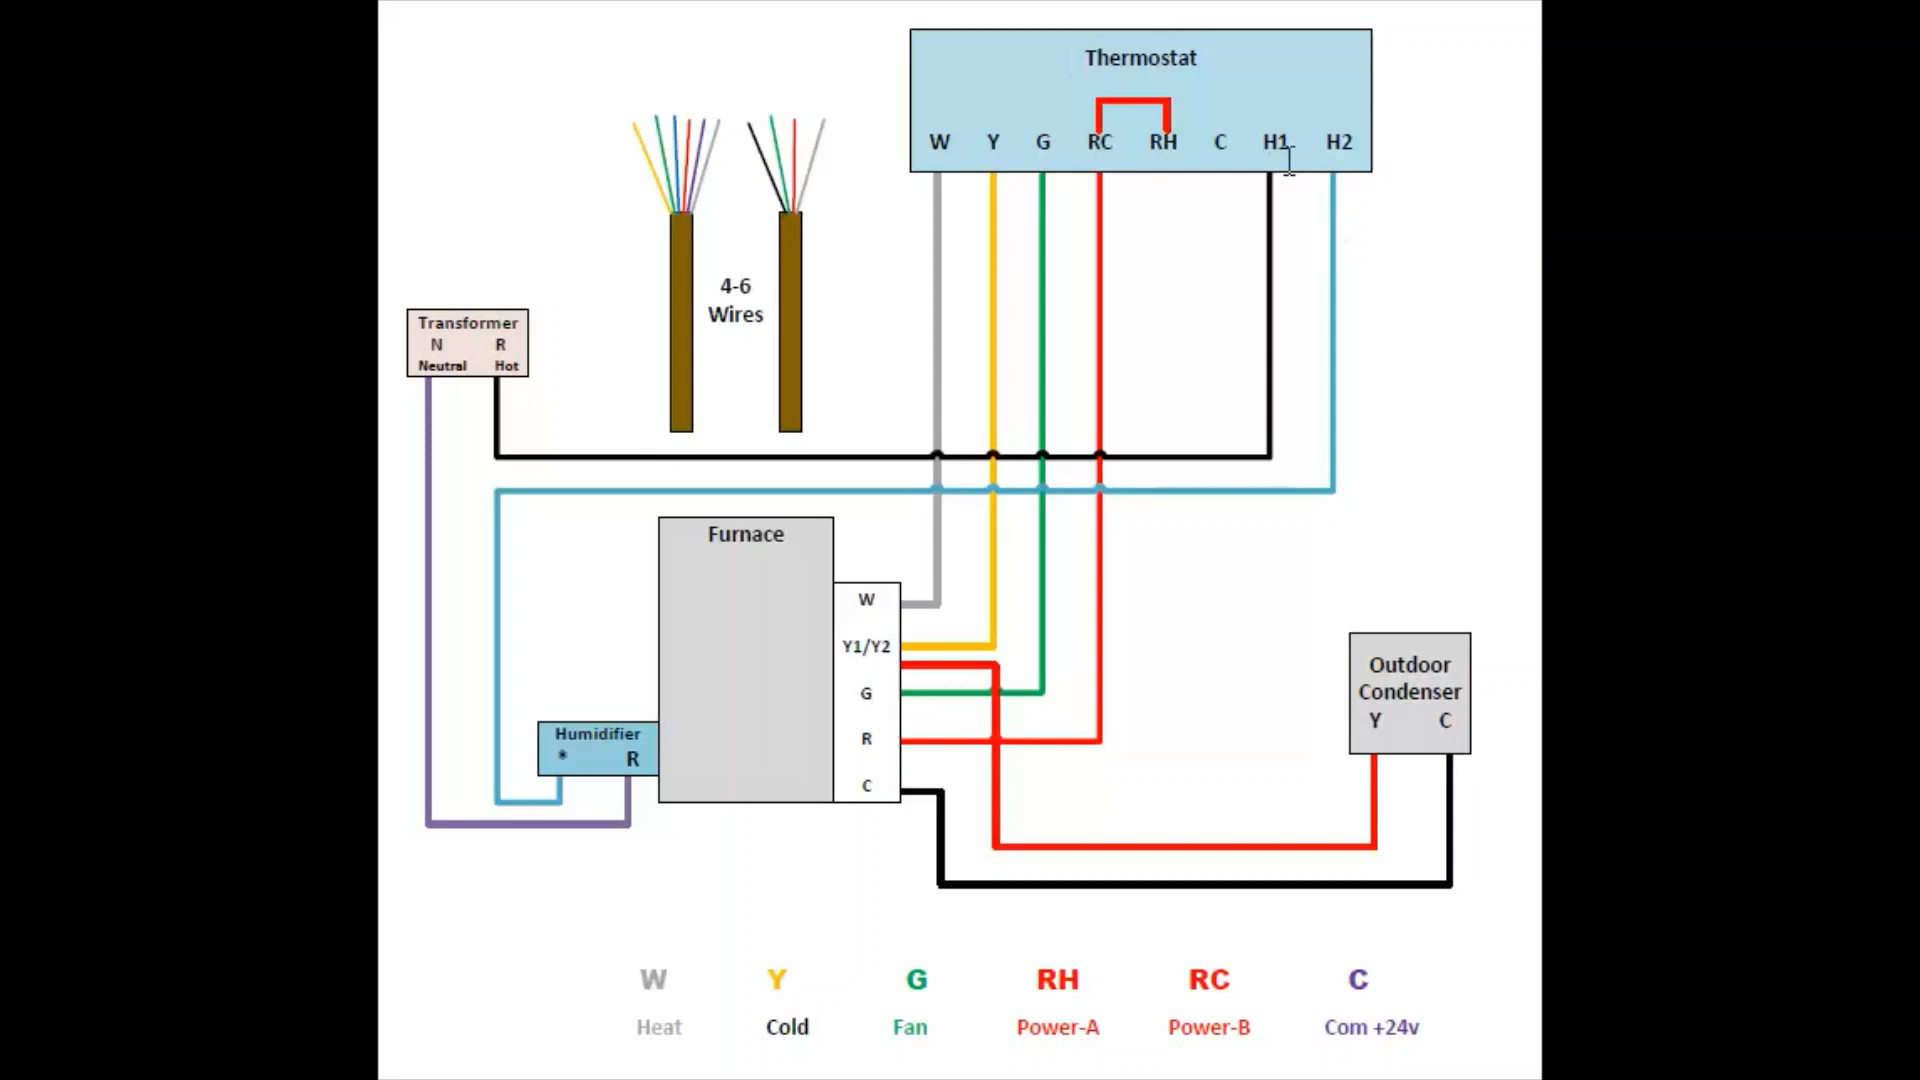 Thermostat
W Y G RC RH C H1 H2
4-6
Wires
Transformer
N R
Neutral Hot
Furnace
W
Y1/Y2
G
R
C
Humidifier
* R
Outdoor
Condenser
Y C
W Y G RH RC C
Heat Cold Fan Power-A Power-B Com +24v